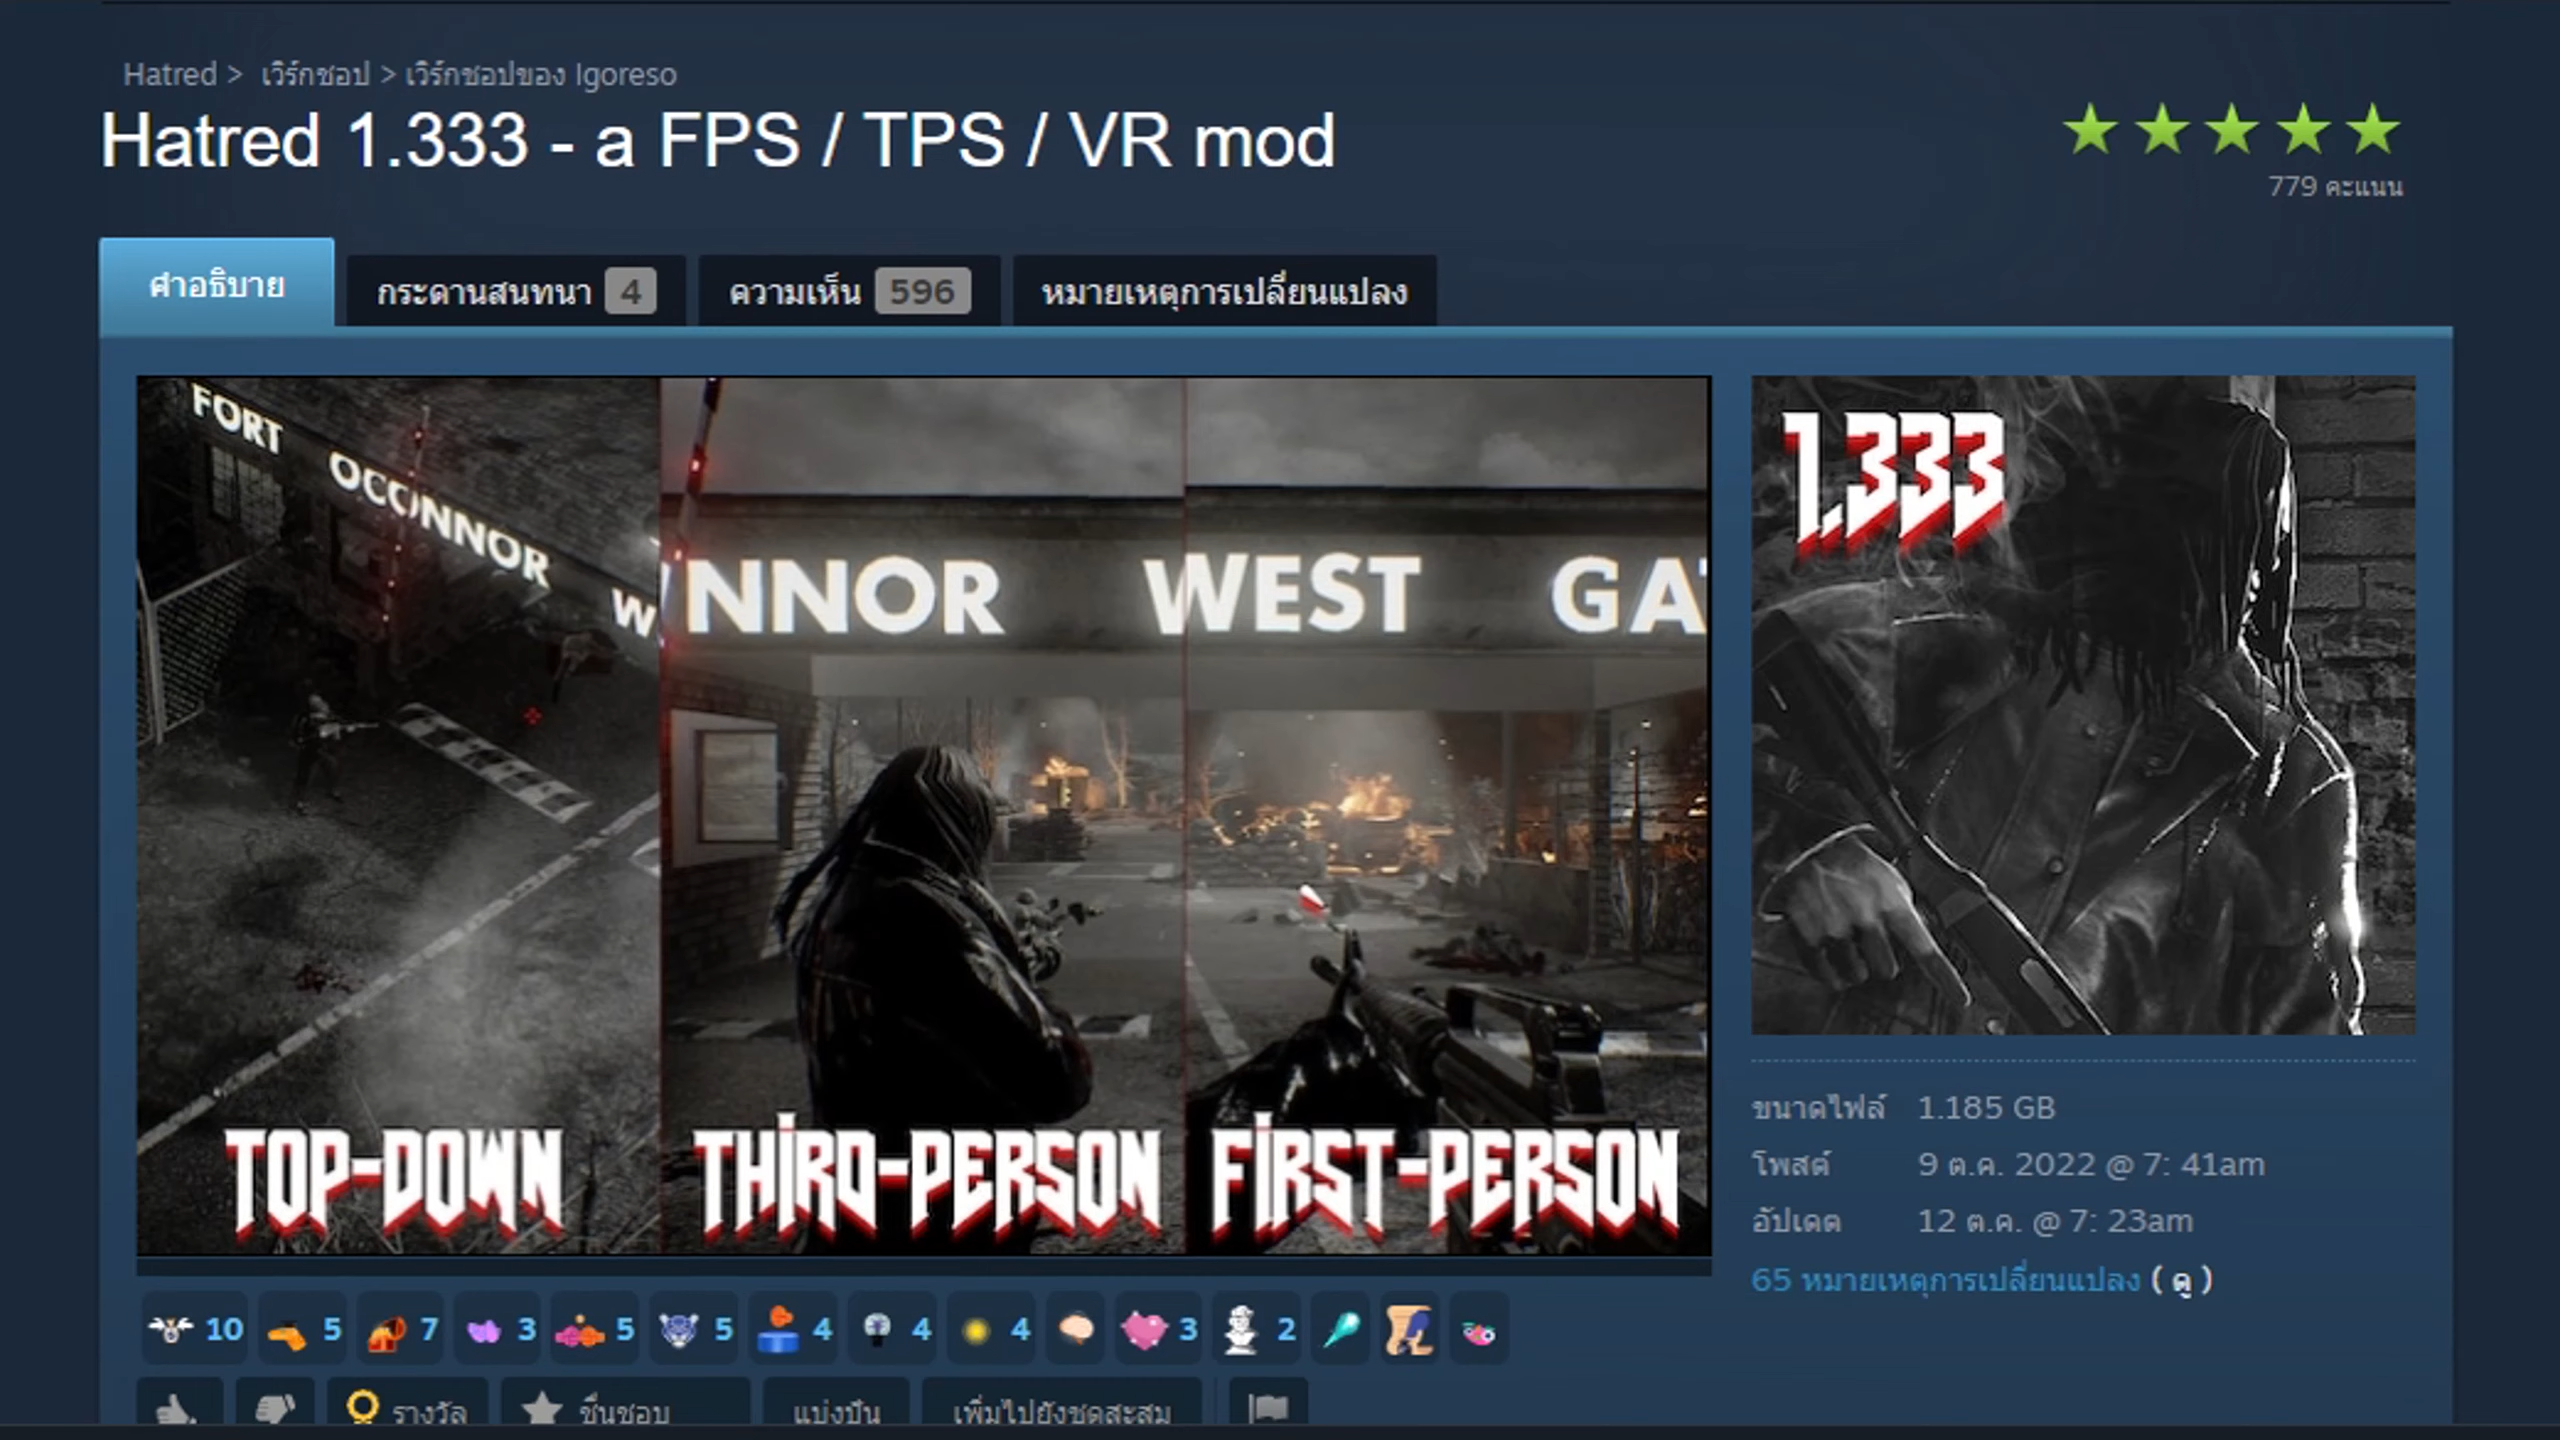 Hatred > เวิร์กชอป > เวิร์กชอปของ Igoreso
Hatred 1.333 - a FPS / TPS / VR mod
779 คะแนน
คำอธิบาย
กระดานสนทนา 4
ความเห็น 596
หมายเหตุการเปลี่ยนแปลง
FORT OCONNOR W
NNOR WEST GAT
1.333
TOP-DOWN
THIRD-PERSON
FIRST-PERSON
ขนาดไฟล์ 1.185 GB
โพสต์ 9 ต.ค. 2022 @ 7: 41am
อัปเดต 12 ต.ค. @ 7: 23am
65 หมายเหตุการเปลี่ยนแปลง ( ดู )
10 5 7 3 5 5 4 4 4 3 2
รางวัล
ชื่นชอบ
แบ่งปัน
เพิ่มไปยังชุดสะสม